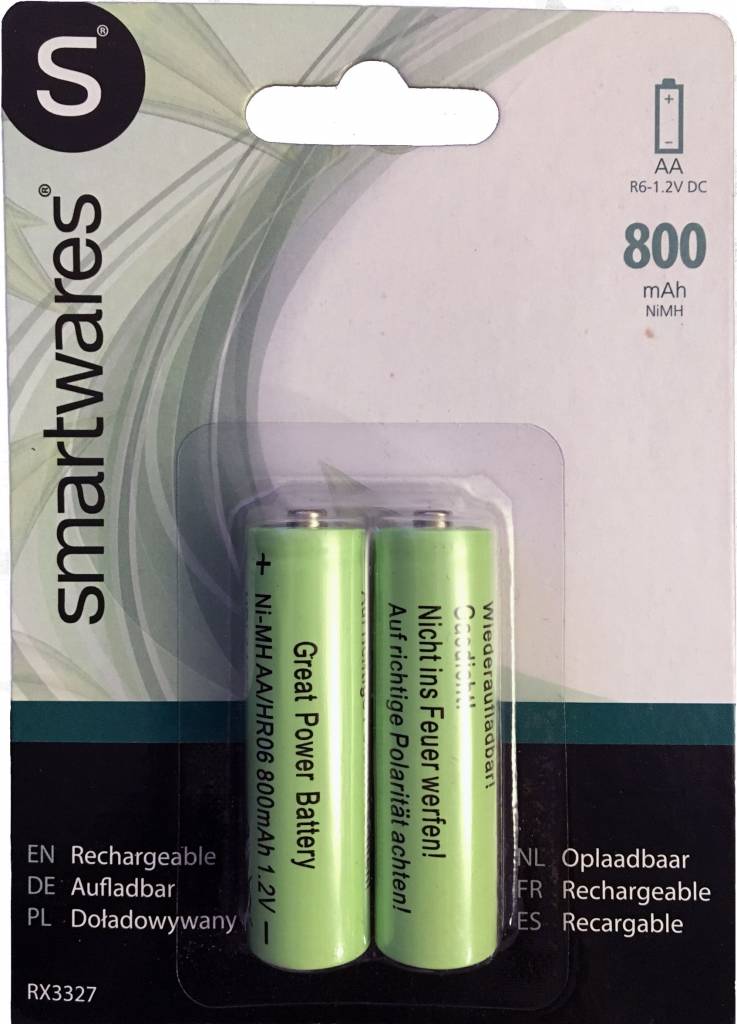 S®
smartwares®
+
-
AA
R6-1.2V DC
800
mAh
NiMH
+ Ni-MH AA/HR06 800mAh 1.2V -
Great Power Battery
Wiederaufladbar!
Gasdicht!
Nicht ins Feuer werfen!
Auf richtige Polarität achten!
EN Rechargeable
DE Aufladbar
PL Doładowywany
NL Oplaadbaar
FR Rechargeable
ES Recargable
RX3327